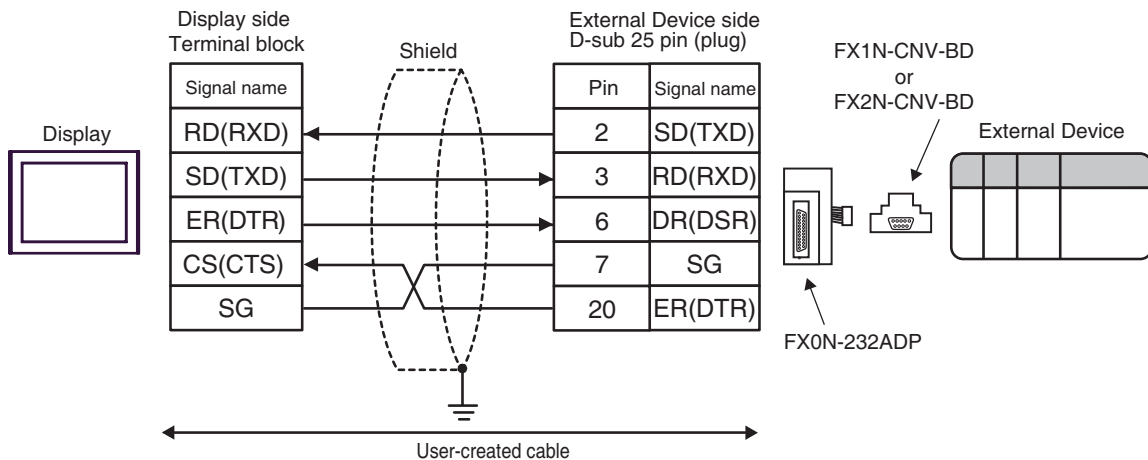 Display side
Terminal block
Shield
External Device side
D-sub 25 pin (plug)
FX1N-CNV-BD
or
FX2N-CNV-BD
Display
External Device
Signal name
Pin Signal name
RD(RXD) 2 SD(TXD)
SD(TXD) 3 RD(RXD)
ER(DTR) 6 DR(DSR)
CS(CTS) 7 SG
SG 20 ER(DTR)
FX0N-232ADP
User-created cable